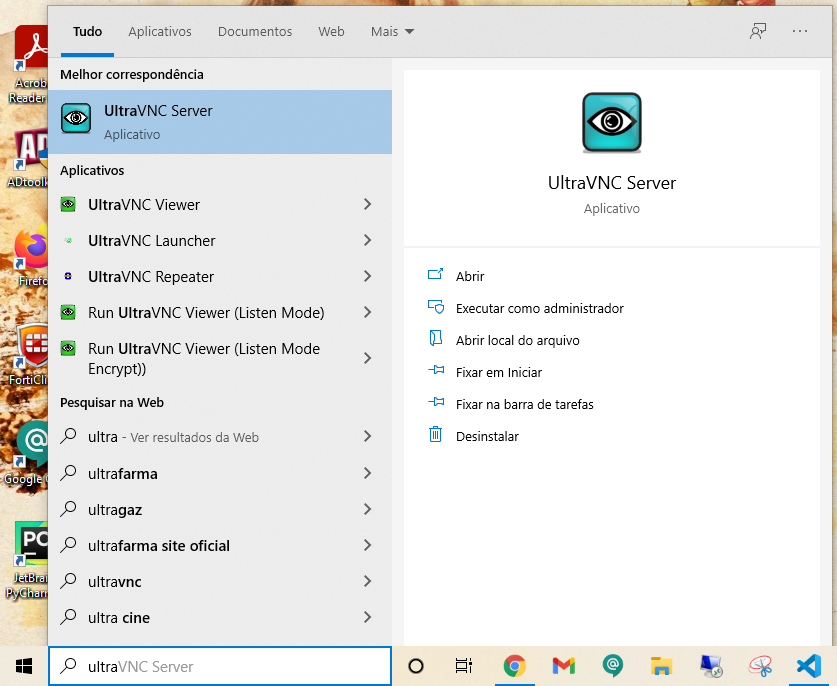 Tudo Aplicativos Documentos Web Mais
Melhor correspondência
UltraVNC Server
Aplicativo
Aplicativos
UltraVNC Viewer
UltraVNC Launcher
UltraVNC Repeater
Run UltraVNC Viewer (Listen Mode)
Run UltraVNC Viewer (Listen Mode
Encrypt))
Pesquisar na Web
ultra - Ver resultados da Web
ultrafarma
ultragaz
ultrafarma site oficial
ultravnc
ultra cine
UltraVNC Server
Aplicativo
Abrir
Executar como administrador
Abrir local do arquivo
Fixar em Iniciar
Fixar na barra de tarefas
Desinstalar
Acrob
Reader
AD
ADtool
Firefo
FortiCli
Google
PC
JetBrai
PyChar
ultraVNC Server